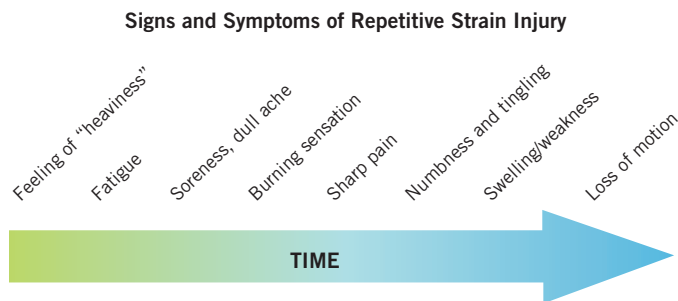 Signs and Symptoms of Repetitive Strain Injury
Feeling of “heaviness”
Fatigue
Soreness, dull ache
Burning sensation
Sharp pain
Numbness and tingling
Swelling/weakness
Loss of motion
TIME